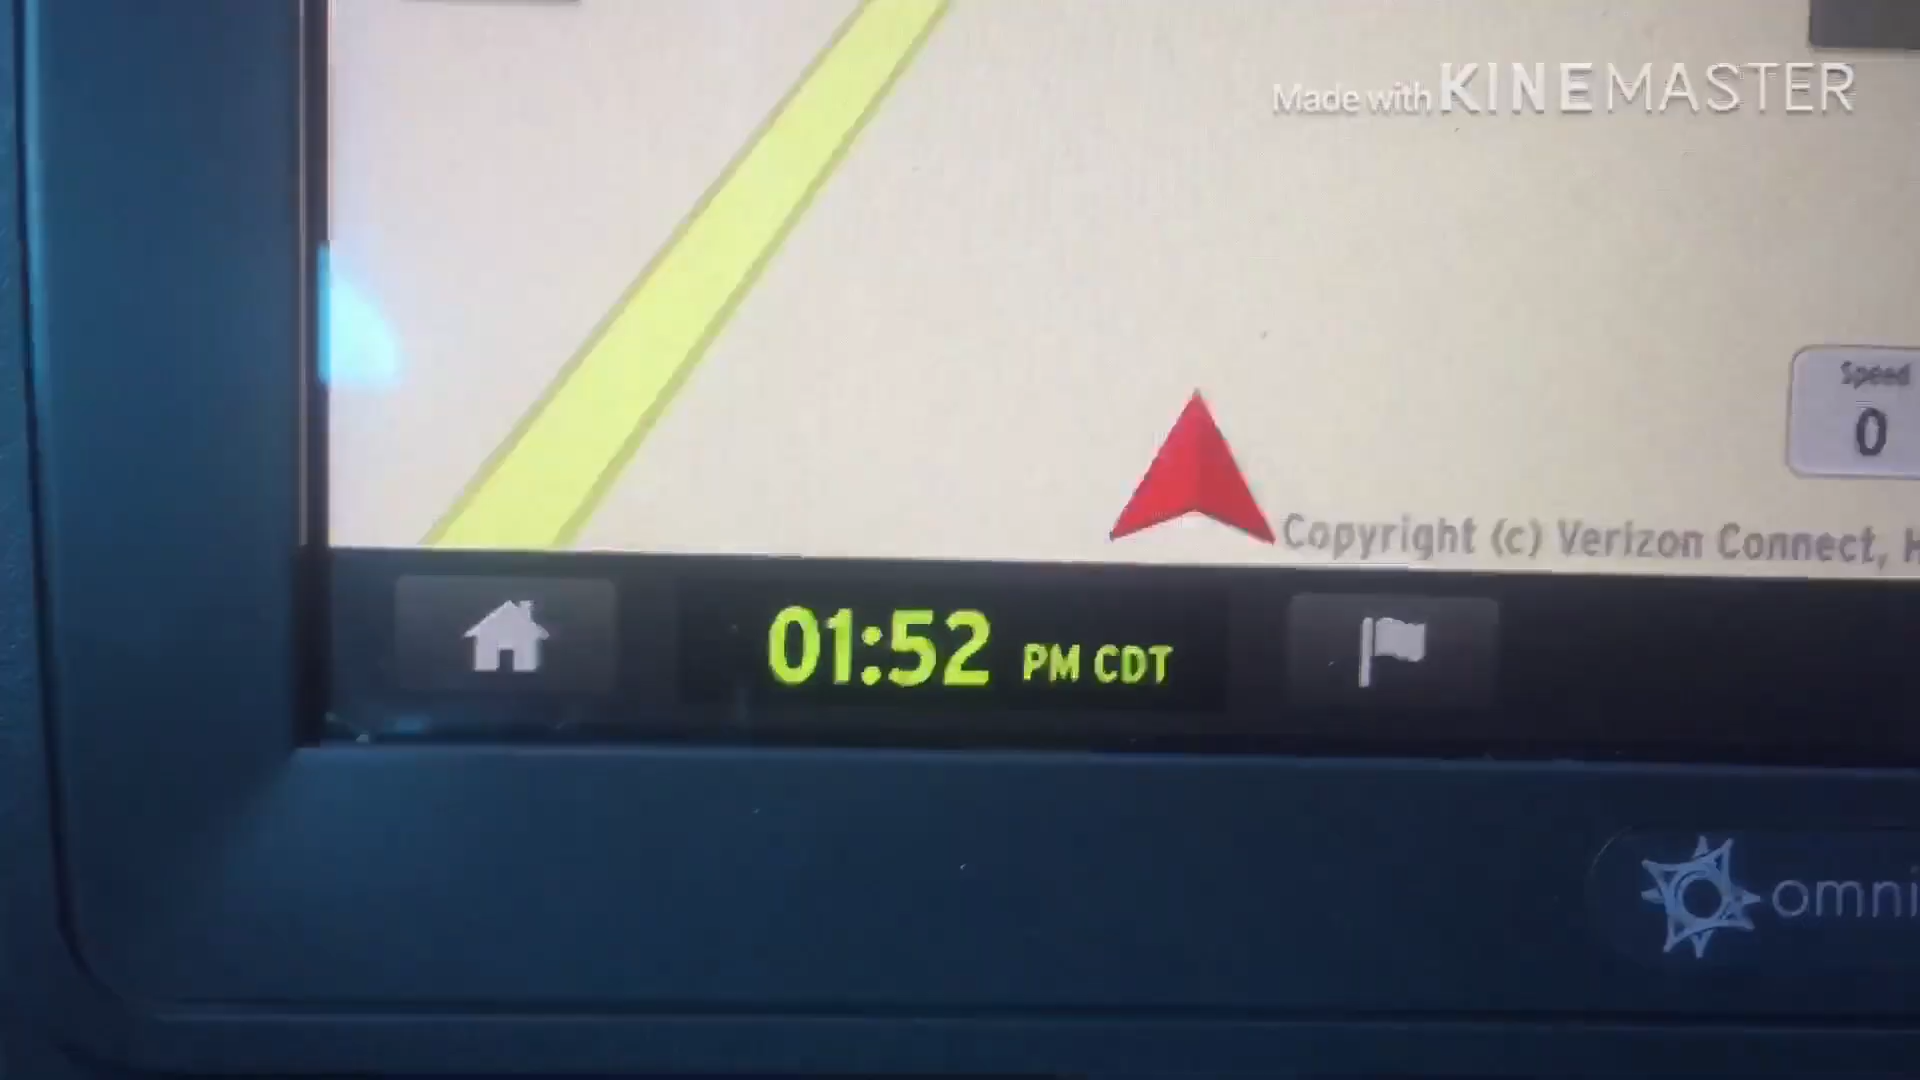 Made with KINEMASTER
Speed
0
Copyright (c) Verizon Connect, H
01:52 PM CDT
omni